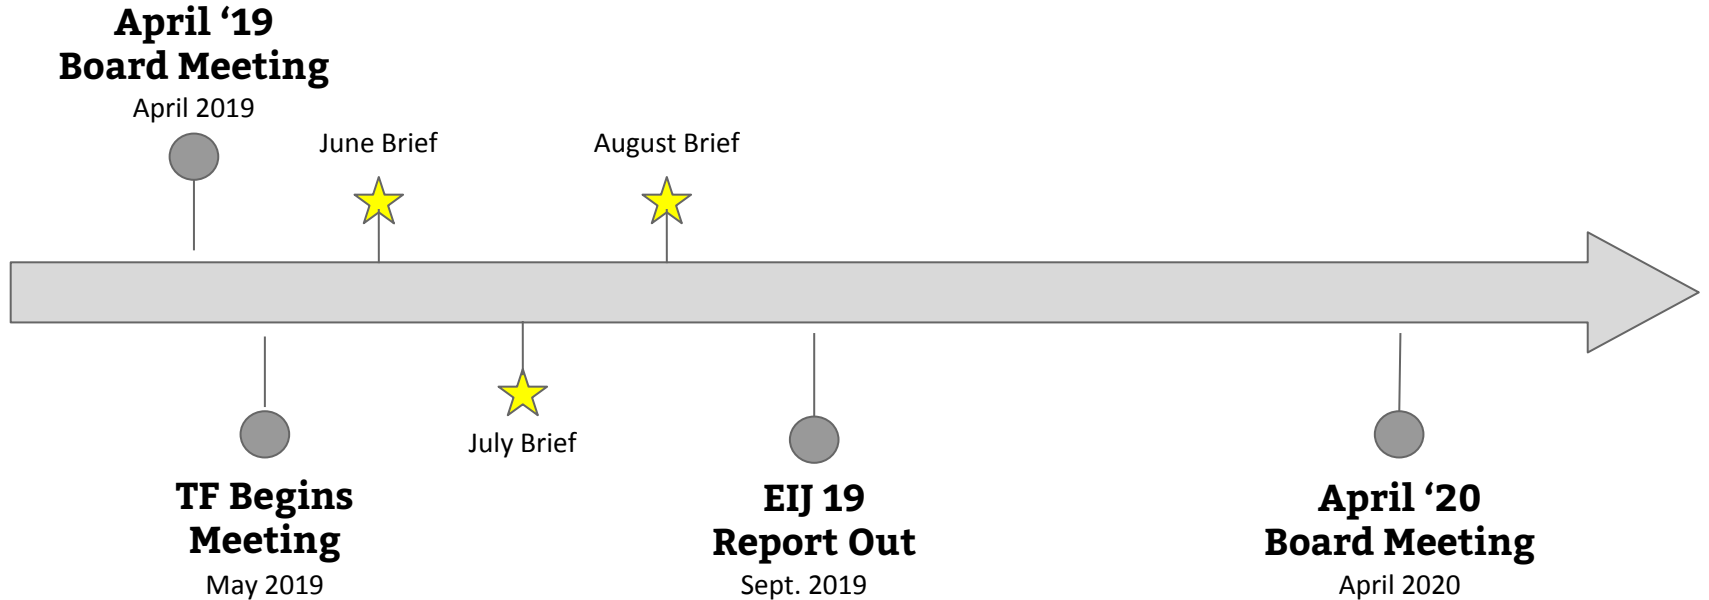 April ‘19
Board Meeting
April 2019
June Brief
August Brief
July Brief
TF Begins
Meeting
May 2019
EIJ 19
Report Out
Sept. 2019
April ‘20
Board Meeting
April 2020